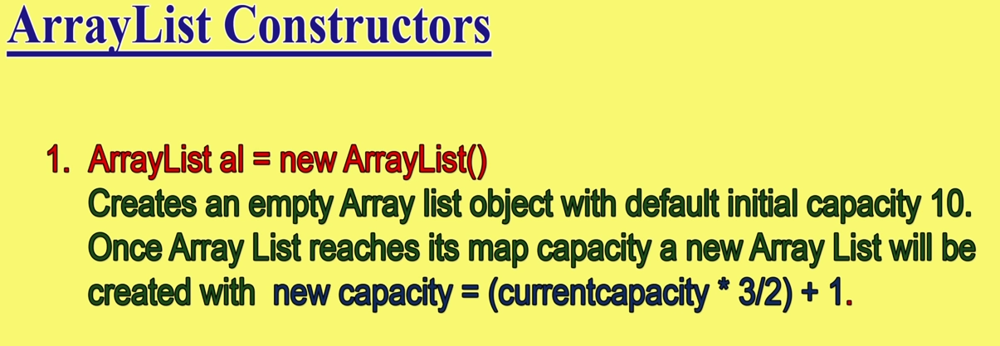 ArrayList Constructors
1. ArrayList al = new ArrayList()
Creates an empty Array list object with default initial capacity 10.
Once Array List reaches its map capacity a new Array List will be
created with new capacity = (currentcapacity * 3/2) + 1.